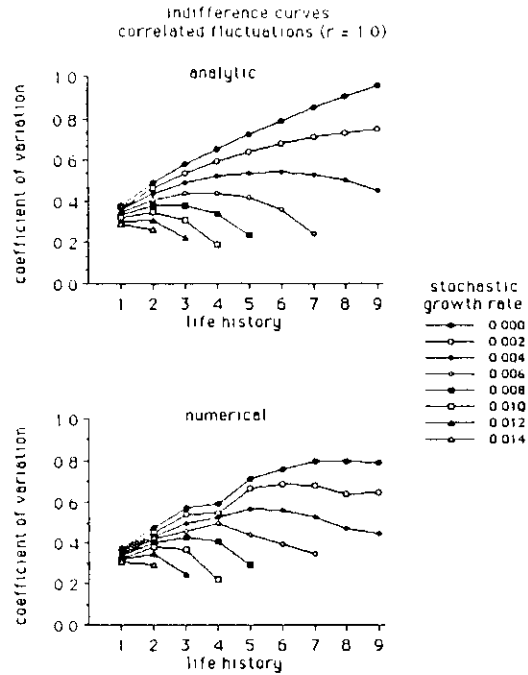 indifference curves
correlated fluctuations (r = 1.0)
analytic
coefficient of variation
1.0
0.8
0.6
0.4
0.2
0.0
1 2 3 4 5 6 7 8 9
life history
stochastic
growth rate
0.000
0.002
0.004
0.006
0.008
0.010
0.012
0.014
numerical
coefficient of variation
1.0
0.8
0.6
0.4
0.2
0.0
1 2 3 4 5 6 7 8 9
life history